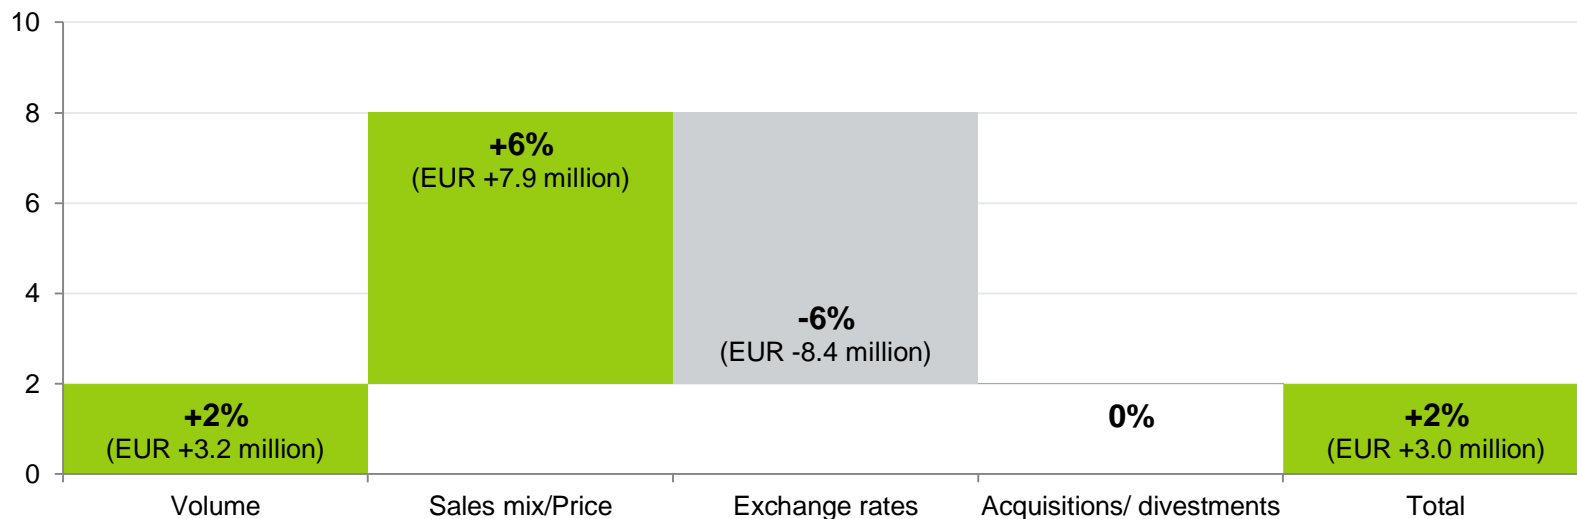 10
8
6
4
2
0
+2%
(EUR +3.2 million)
+6%
(EUR +7.9 million)
-6%
(EUR -8.4 million)
0%
+2%
(EUR +3.0 million)
Volume
Sales mix/Price
Exchange rates
Acquisitions/ divestments
Total